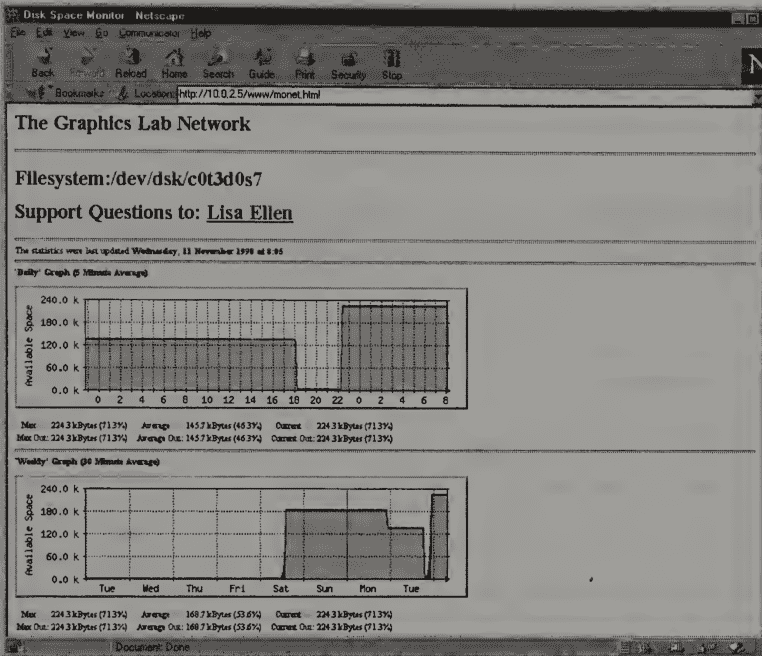 Disk Space Monitor - Netscape
File Edit View Go Communicator Help
Back Forward Reload Home Search Guide Print Security Stop
N
Bookmarks Location: http://10.0.2.5/www/monet.html
The Graphics Lab Network
Filesystem:/dev/dsk/c0t3d0s7
Support Questions to: Lisa Ellen
The statistics were last updated Wednesday, 11 November 1998 at 8:05
'Daily' Graph (5 Minute Average)
Available Space
240.0 k
180.0 k
120.0 k
60.0 k
0.0 k
0 2 4 6 8 10 12 14 16 18 20 22 0 2 4 6 8
Max 224.3 kBytes (71.3%) Average 145.7 kBytes (46.3%) Current 224.3 kBytes (71.3%)
Max Out: 224.3 kBytes (71.3%) Average Out: 145.7 kBytes (46.3%) Current Out: 224.3 kBytes (71.3%)
'Weekly' Graph (30 Minute Average)
Available Space
240.0 k
180.0 k
120.0 k
60.0 k
0.0 k
Tue Wed Thu Fri Sat Sun Mon Tue
Max 224.3 kBytes (71.3%) Average 168.7 kBytes (53.6%) Current 224.3 kBytes (71.3%)
Max Out: 224.3 kBytes (71.3%) Average Out: 168.7 kBytes (53.6%) Current Out: 224.3 kBytes (71.3%)
Document: Done